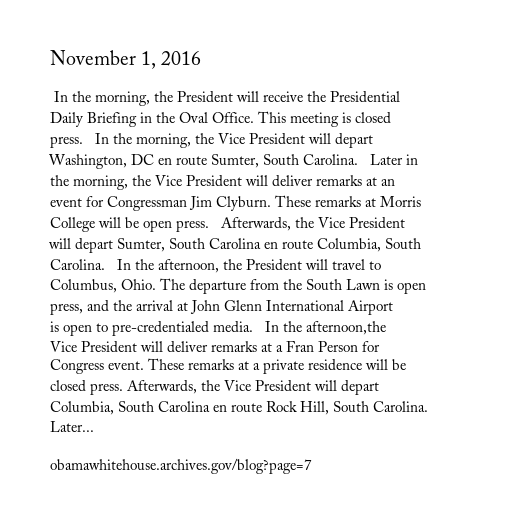 November 1, 2016
In the morning, the President will receive the Presidential
Daily Briefing in the Oval Office. This meeting is closed
press.   In the morning, the Vice President will depart
Washington, DC en route Sumter, South Carolina.   Later in
the morning, the Vice President will deliver remarks at an
event for Congressman Jim Clyburn. These remarks at Morris
College will be open press.   Afterwards, the Vice President
will depart Sumter, South Carolina en route Columbia, South
Carolina.   In the afternoon, the President will travel to
Columbus, Ohio. The departure from the South Lawn is open
press, and the arrival at John Glenn International Airport
is open to pre-credentialed media.   In the afternoon,the
Vice President will deliver remarks at a Fran Person for
Congress event. These remarks at a private residence will be
closed press. Afterwards, the Vice President will depart
Columbia, South Carolina en route Rock Hill, South Carolina.
Later...
obamawhitehouse.archives.gov/blog?page=7